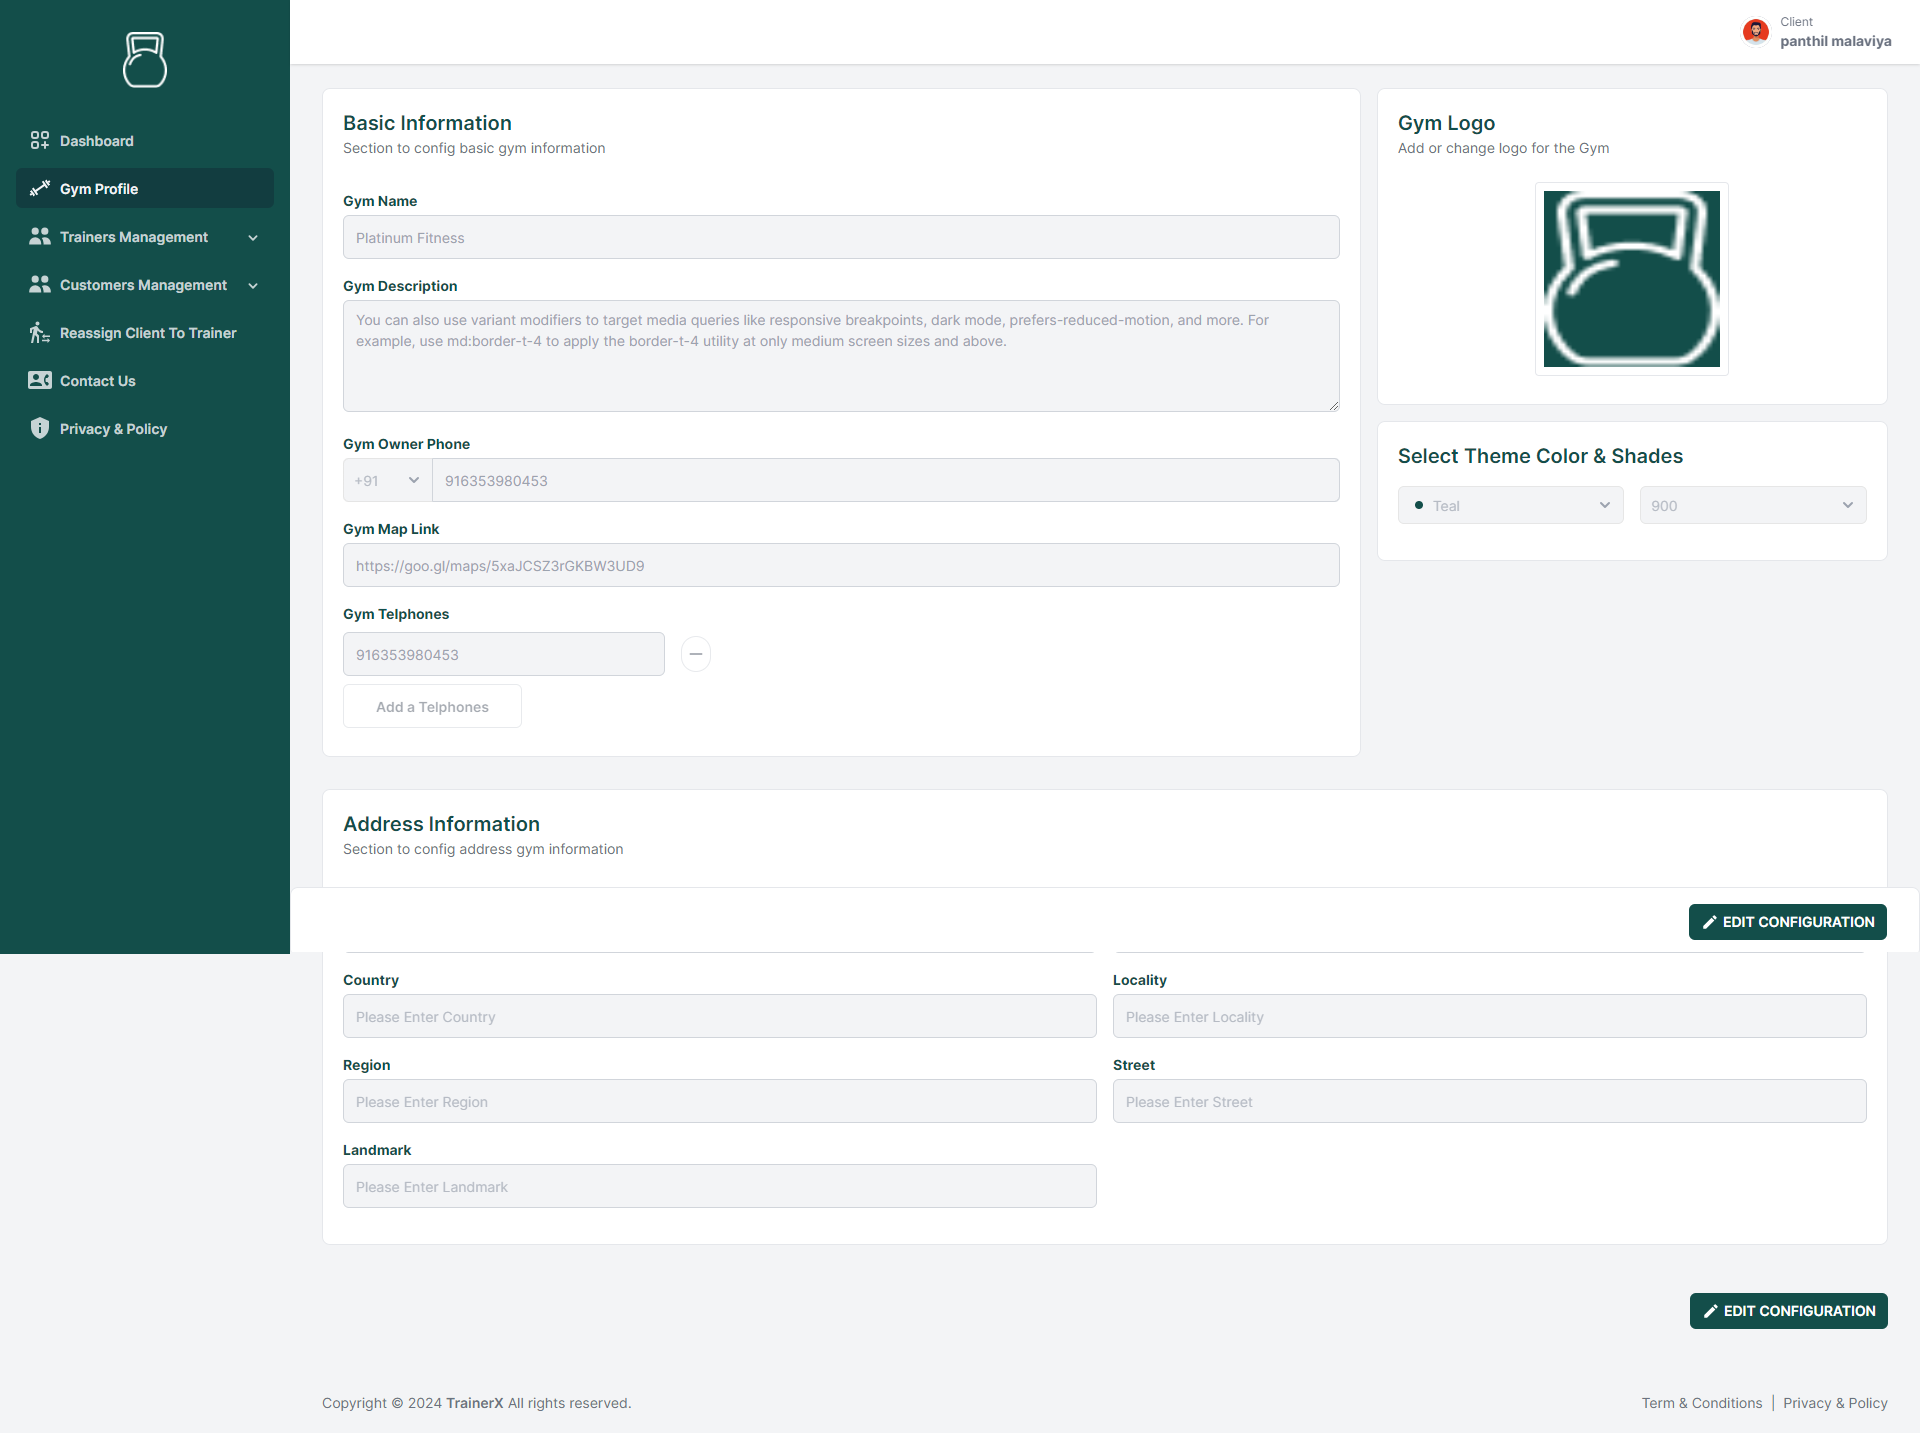 Client
panthil malaviya
Dashboard
Gym Profile
Trainers Management
Customers Management
Reassign Client To Trainer
Contact Us
Privacy & Policy
Basic Information
Section to config basic gym information
Gym Name
Platinum Fitness
Gym Description
You can also use variant modifiers to target media queries like responsive breakpoints, dark mode, prefers-reduced-motion, and more. For
example, use md:border-t-4 to apply the border-t-4 utility at only medium screen sizes and above.
Gym Owner Phone
+91 916353980453
Gym Map Link
https://goo.gl/maps/5xaJCSZ3rGKBW3UD9
Gym Telphones
916353980453
Add a Telphones
Gym Logo
Add or change logo for the Gym
Select Theme Color & Shades
Teal 900
Address Information
Section to config address gym information
EDIT CONFIGURATION
Country Locality
Please Enter Country Please Enter Locality
Region Street
Please Enter Region Please Enter Street
Landmark
Please Enter Landmark
EDIT CONFIGURATION
Copyright © 2024 TrainerX All rights reserved.
Term & Conditions | Privacy & Policy